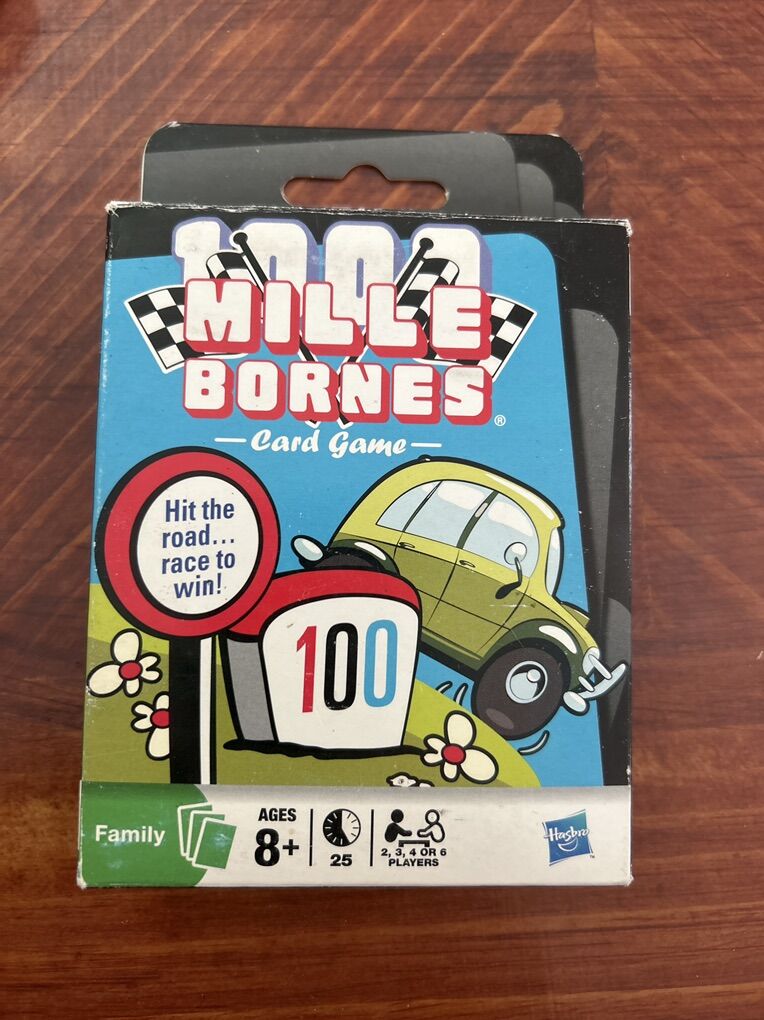 1000
MILLE
BORNES®
— Card Game —
Hit the
road...
race to
win!
100
Family
AGES
8+
25
2, 3, 4 OR 6
PLAYERS
Hasbro
™